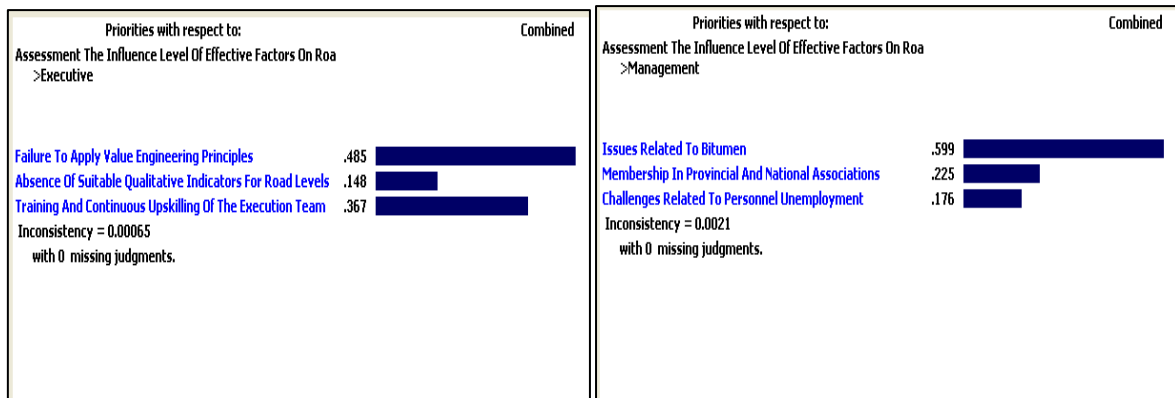 Priorities with respect to:
Combined
Assessment The Influence Level Of Effective Factors On Roa
>Executive
Failure To Apply Value Engineering Principles .485
Absence Of Suitable Qualitative Indicators For Road Levels .148
Training And Continuous Upskilling Of The Execution Team .367
Inconsistency = 0.00065
with 0 missing judgments.
Priorities with respect to:
Combined
Assessment The Influence Level Of Effective Factors On Roa
>Management
Issues Related To Bitumen .599
Membership In Provincial And National Associations .225
Challenges Related To Personnel Unemployment .176
Inconsistency = 0.0021
with 0 missing judgments.